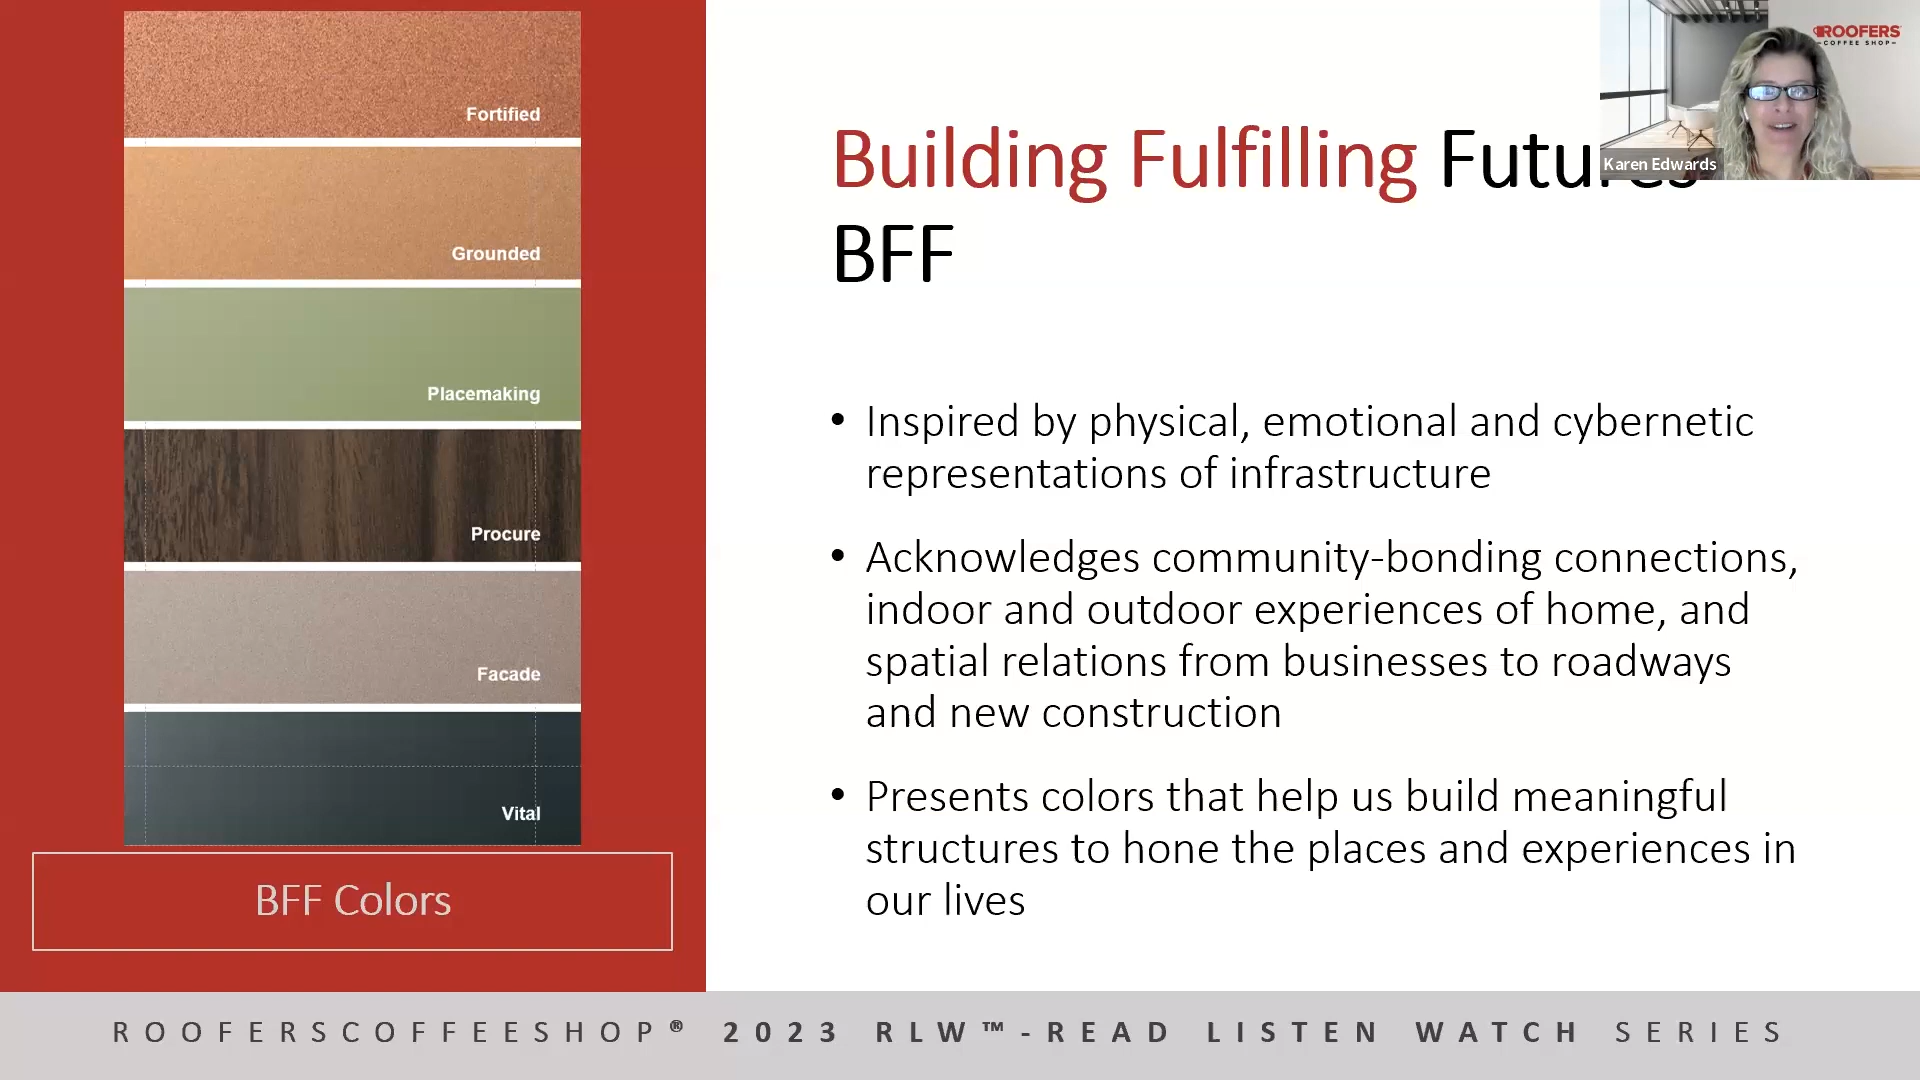 Fortified
Grounded
Placemaking
Procure
Facade
Vital
BFF Colors
Building Fulfilling Futures
BFF
• Inspired by physical, emotional and cybernetic
representations of infrastructure
• Acknowledges community-bonding connections,
indoor and outdoor experiences of home, and
spatial relations from businesses to roadways
and new construction
• Presents colors that help us build meaningful
structures to hone the places and experiences in
our lives
ROOFERS
COFFEE SHOP
Karen Edwards
ROOFERSCOFFEESHOP® 2023 RLW™-READ LISTEN WATCH SERIES